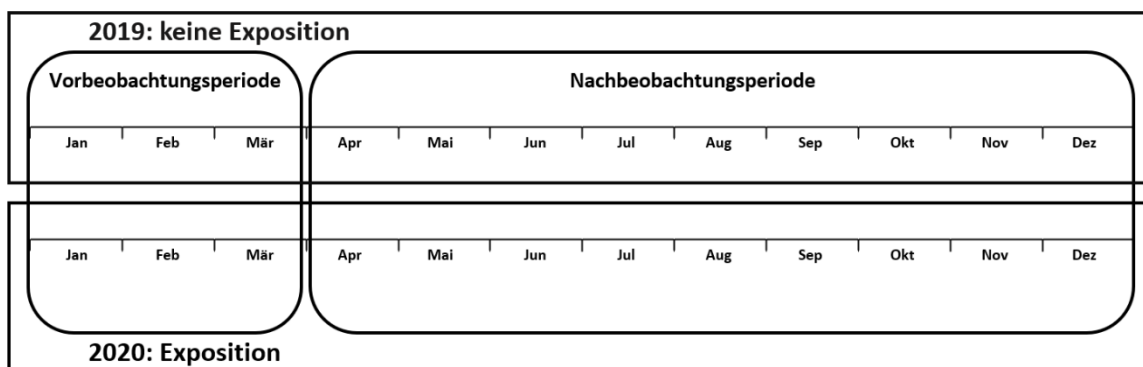 2019: keine Exposition
Vorbeobachtungsperiode Nachbeobachtungsperiode
Jan Feb Mär Apr Mai Jun Jul Aug Sep Okt Nov Dez
Jan Feb Mär Apr Mai Jun Jul Aug Sep Okt Nov Dez
2020: Exposition